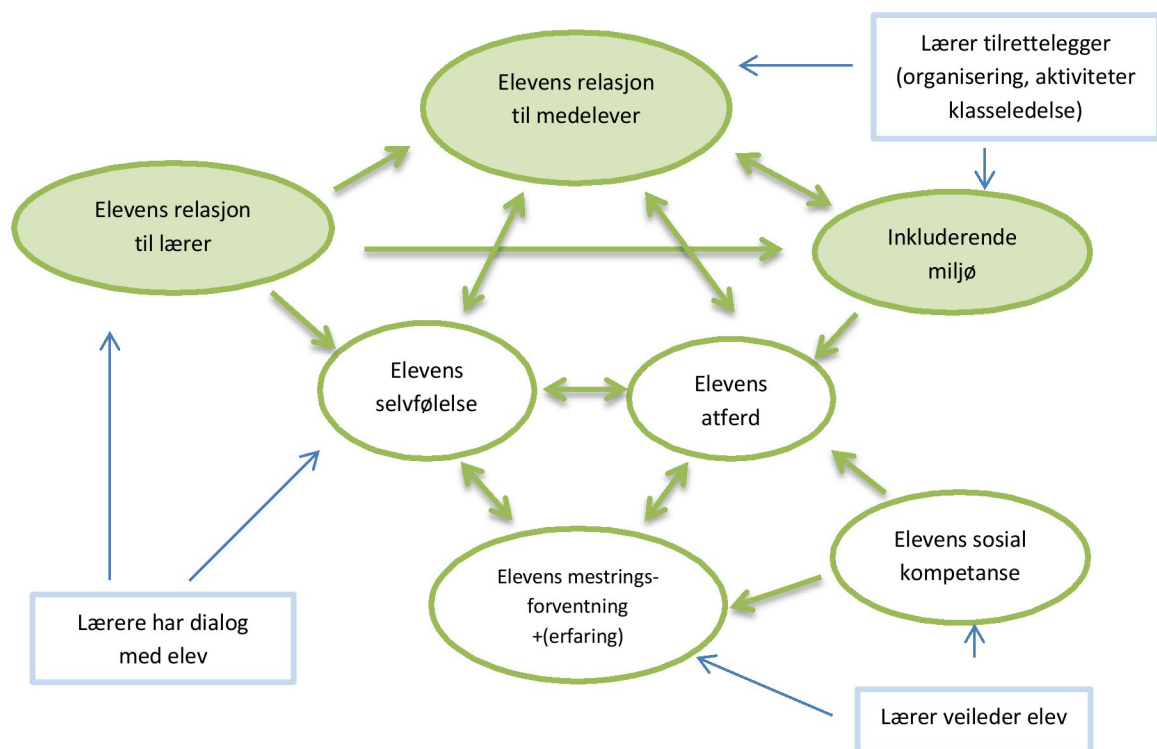 Elevens relasjon
til medelever
Lærer tilrettelegger
(organisering, aktiviteter
klasseledelse)
Elevens relasjon
til lærer
Inkluderende
miljø
Elevens
selvfølelse
Elevens
atferd
Elevens sosial
kompetanse
Elevens mestrings-
forventning
+(erfaring)
Lærere har dialog
med elev
Lærer veileder elev